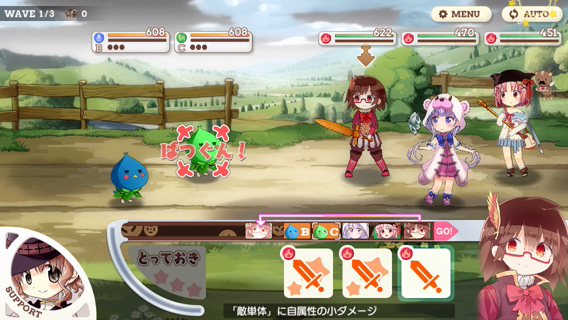 WAVE 1/3 0
MENU
AUTO
608
B
608
C
622
470
451
ばつぐん！
B
C
GO!
とっておき
SUPPORT
「敵単体」に自属性の小ダメージ